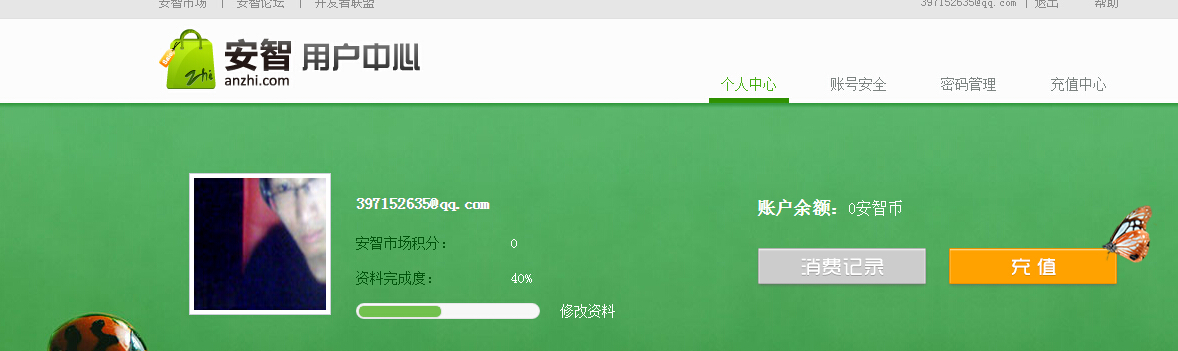 安智市场 | 安智论坛 | 开发者联盟 397152635@qq.com | 退出 帮助
安智 用户中心
anzhi.com
zhi
个人中心 账号安全 密码管理 充值中心
397152635@qq.com
账户余额：0安智币
安智市场积分： 0
消费记录 充值
资料完成度： 40%
修改资料